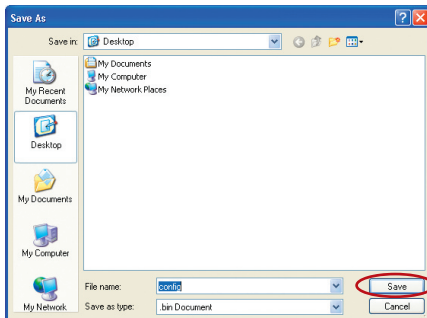 Save As
Save in:
Desktop
My Recent
Documents
Desktop
My Documents
My Computer
My Network
My Documents
My Computer
My Network Places
File name:
config
Save
Save as type:
.bin Document
Cancel